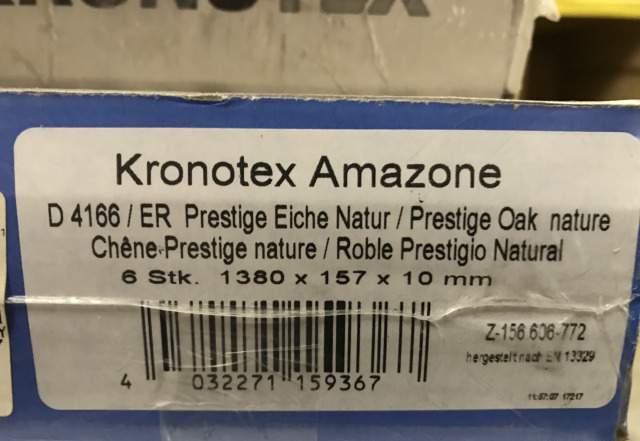 KRONOTEX
Kronotex Amazone
D 4166 / ER Prestige Eiche Natur / Prestige Oak nature
Chêne Prestige nature / Roble Prestigio Natural
6 Stk. 1380 x 157 x 10 mm
Z-156.606-772
hergestellt nach EN 13329
4 032271 159367